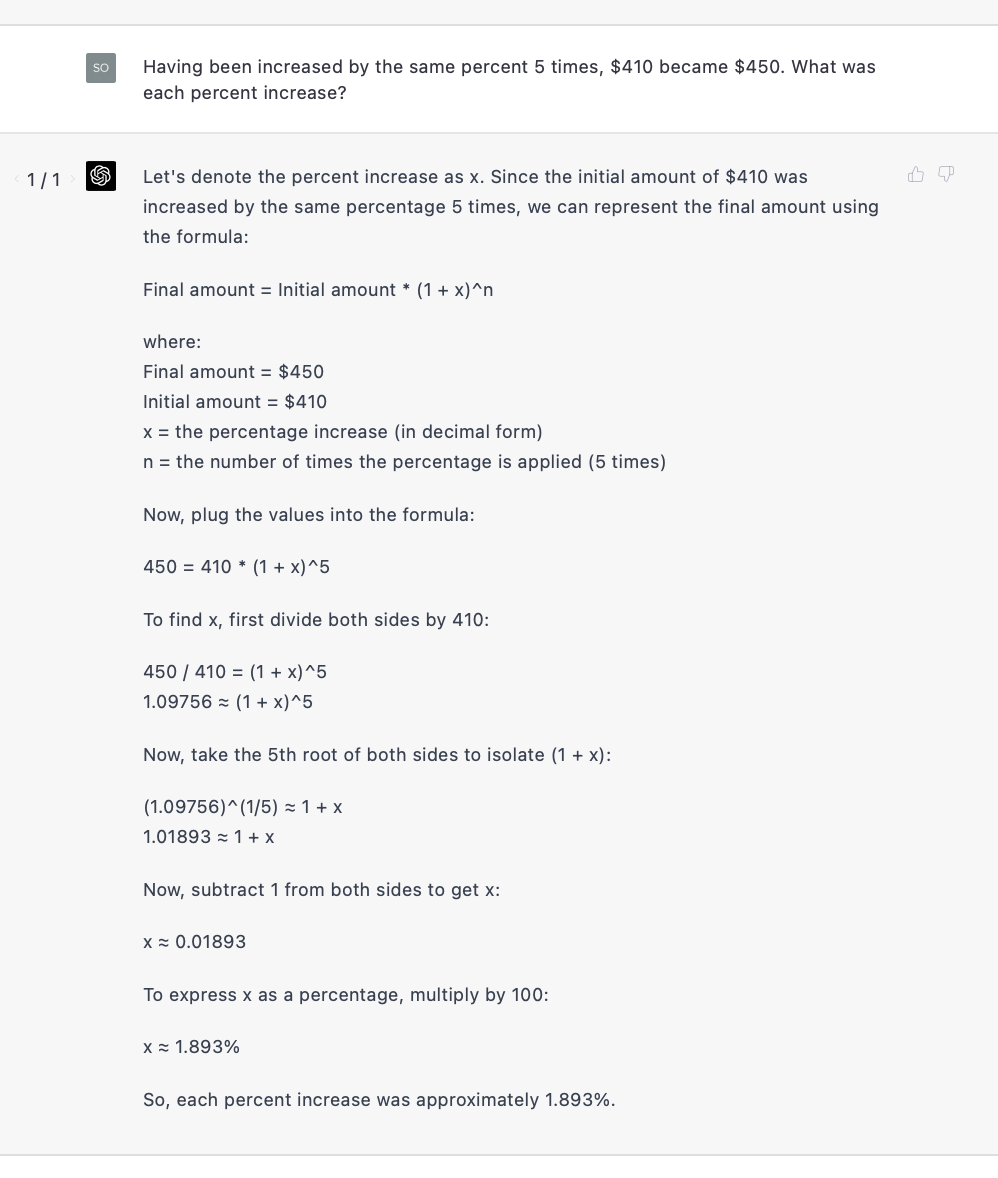 SO
Having been increased by the same percent 5 times, $410 became $450. What was
each percent increase?
< 1 / 1 >
Let's denote the percent increase as x. Since the initial amount of $410 was
increased by the same percentage 5 times, we can represent the final amount using
the formula:
Final amount = Initial amount * (1 + x)^n
where:
Final amount = $450
Initial amount = $410
x = the percentage increase (in decimal form)
n = the number of times the percentage is applied (5 times)
Now, plug the values into the formula:
450 = 410 * (1 + x)^5
To find x, first divide both sides by 410:
450 / 410 = (1 + x)^5
1.09756 ≈ (1 + x)^5
Now, take the 5th root of both sides to isolate (1 + x):
(1.09756)^(1/5) ≈ 1 + x
1.01893 ≈ 1 + x
Now, subtract 1 from both sides to get x:
x ≈ 0.01893
To express x as a percentage, multiply by 100:
x ≈ 1.893%
So, each percent increase was approximately 1.893%.